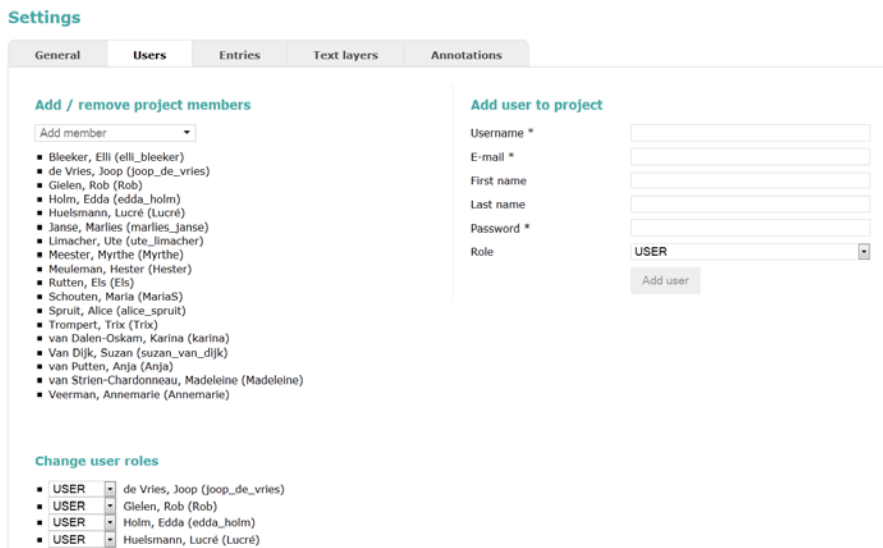 Settings
General Users Entries Text layers Annotations
Add / remove project members
Add member
Bleeker, Elli (elli_bleeker)
de Vries, Joop (joop_de_vries)
Gielen, Rob (Rob)
Holm, Edda (edda_holm)
Huelsmann, Lucré (Lucré)
Janse, Marlies (marlies_janse)
Limacher, Ute (ute_limacher)
Meester, Myrthe (Myrthe)
Meuleman, Hester (Hester)
Rutten, Els (Els)
Schouten, Maria (MariaS)
Spruit, Alice (alice_spruit)
Trompert, Trix (Trix)
van Dalen-Oskam, Karina (karina)
Van Dijk, Suzan (suzan_van_dijk)
van Putten, Anja (Anja)
van Strien-Chardonneau, Madeleine (Madeleine)
Veerman, Annemarie (Annemarie)
Add user to project
Username *
E-mail *
First name
Last name
Password *
Role USER
Add user
Change user roles
USER de Vries, Joop (joop_de_vries)
USER Gielen, Rob (Rob)
USER Holm, Edda (edda_holm)
USER Huelsmann, Lucré (Lucré)